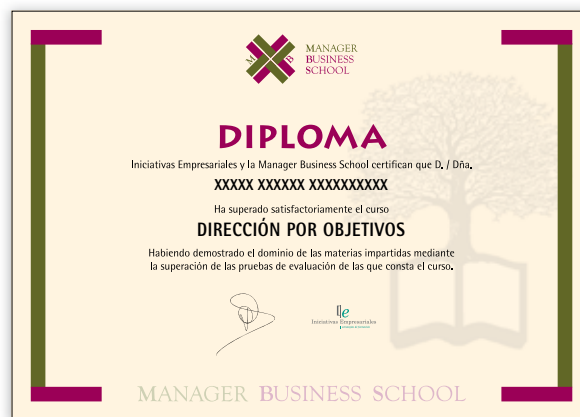 M B
MANAGER
BUSINESS
SCHOOL
DIPLOMA
Iniciativas Empresariales y la Manager Business School certifican que D. / Dña.
XXXXX XXXXXX XXXXXXXXXX
Ha superado satisfactoriamente el curso
DIRECCIÓN POR OBJETIVOS
Habiendo demostrado el dominio de las materias impartidas mediante
la superación de las pruebas de evaluación de las que consta el curso.
Iniciativas Empresariales
MANAGER BUSINESS SCHOOL